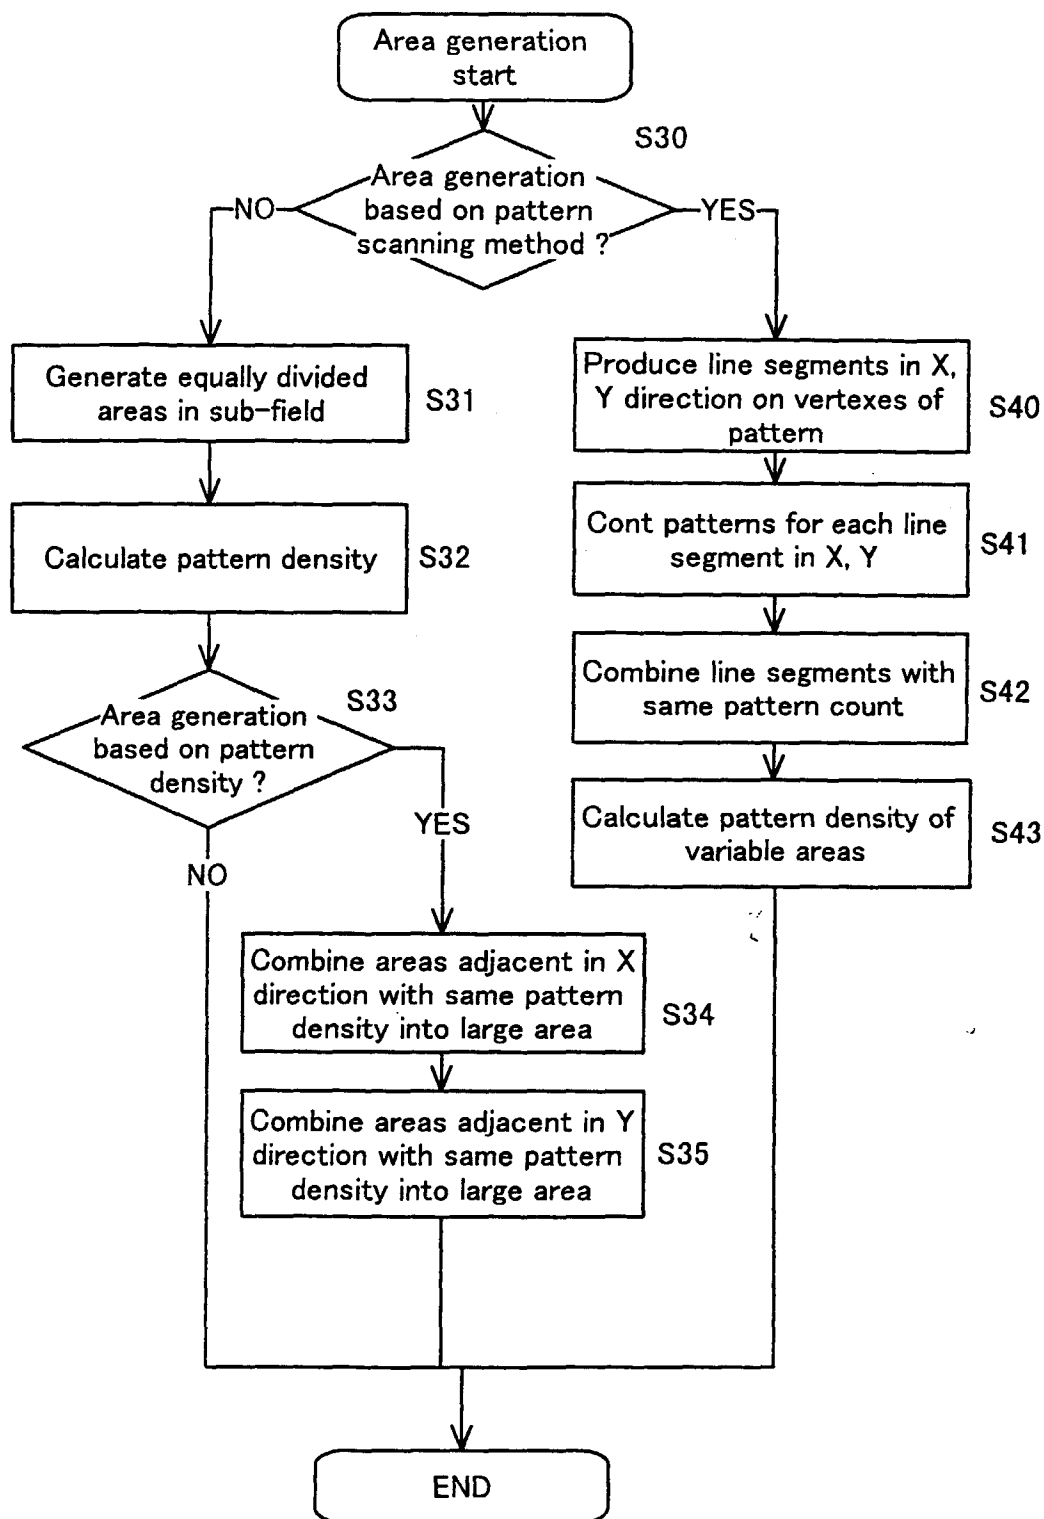 Area generation
start
S30
Area generation
based on pattern
scanning method ?
NO
YES
Generate equally divided
areas in sub-field
S31
Calculate pattern density
S32
Area generation
based on pattern
density ?
S33
YES
NO
Combine areas adjacent in X
direction with same pattern
density into large area
S34
Combine areas adjacent in Y
direction with same pattern
density into large area
S35
Produce line segments in X,
Y direction on vertexes of
pattern
S40
Cont patterns for each line
segment in X, Y
S41
Combine line segments with
same pattern count
S42
Calculate pattern density of
variable areas
S43
END